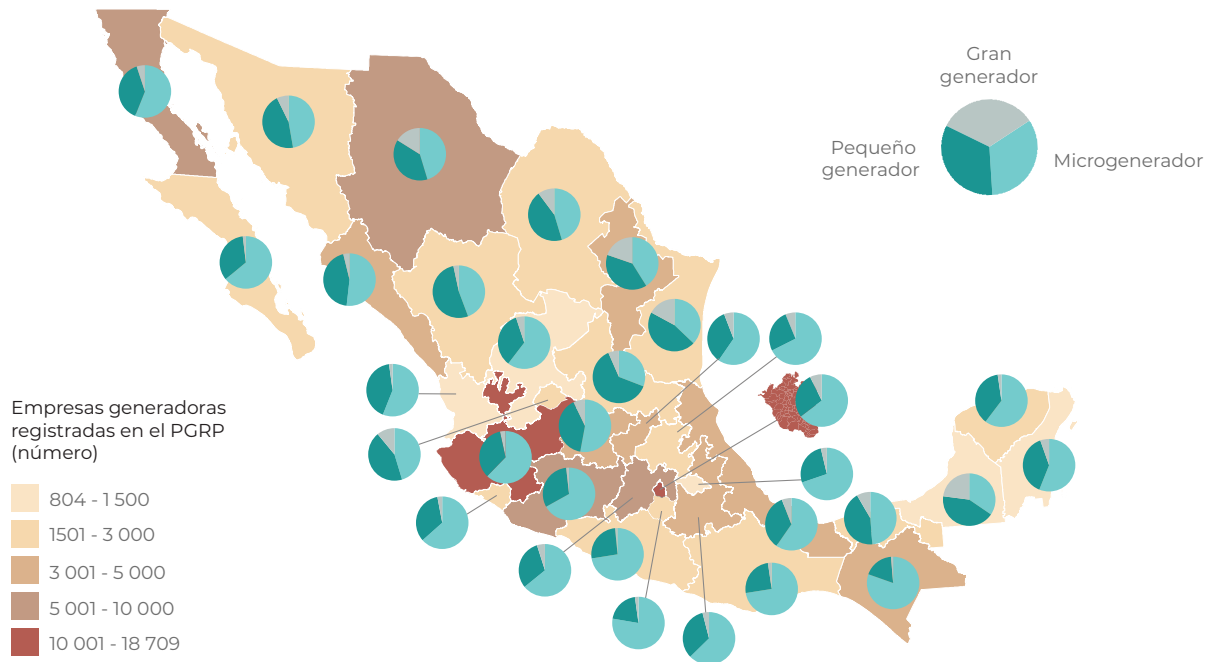 Gran
generador
Pequeño
generador
Microgenerador
Empresas generadoras
registradas en el PGRP
(número)
804 - 1 500
1501 - 3 000
3 001 - 5 000
5 001 - 10 000
10 001 - 18 709